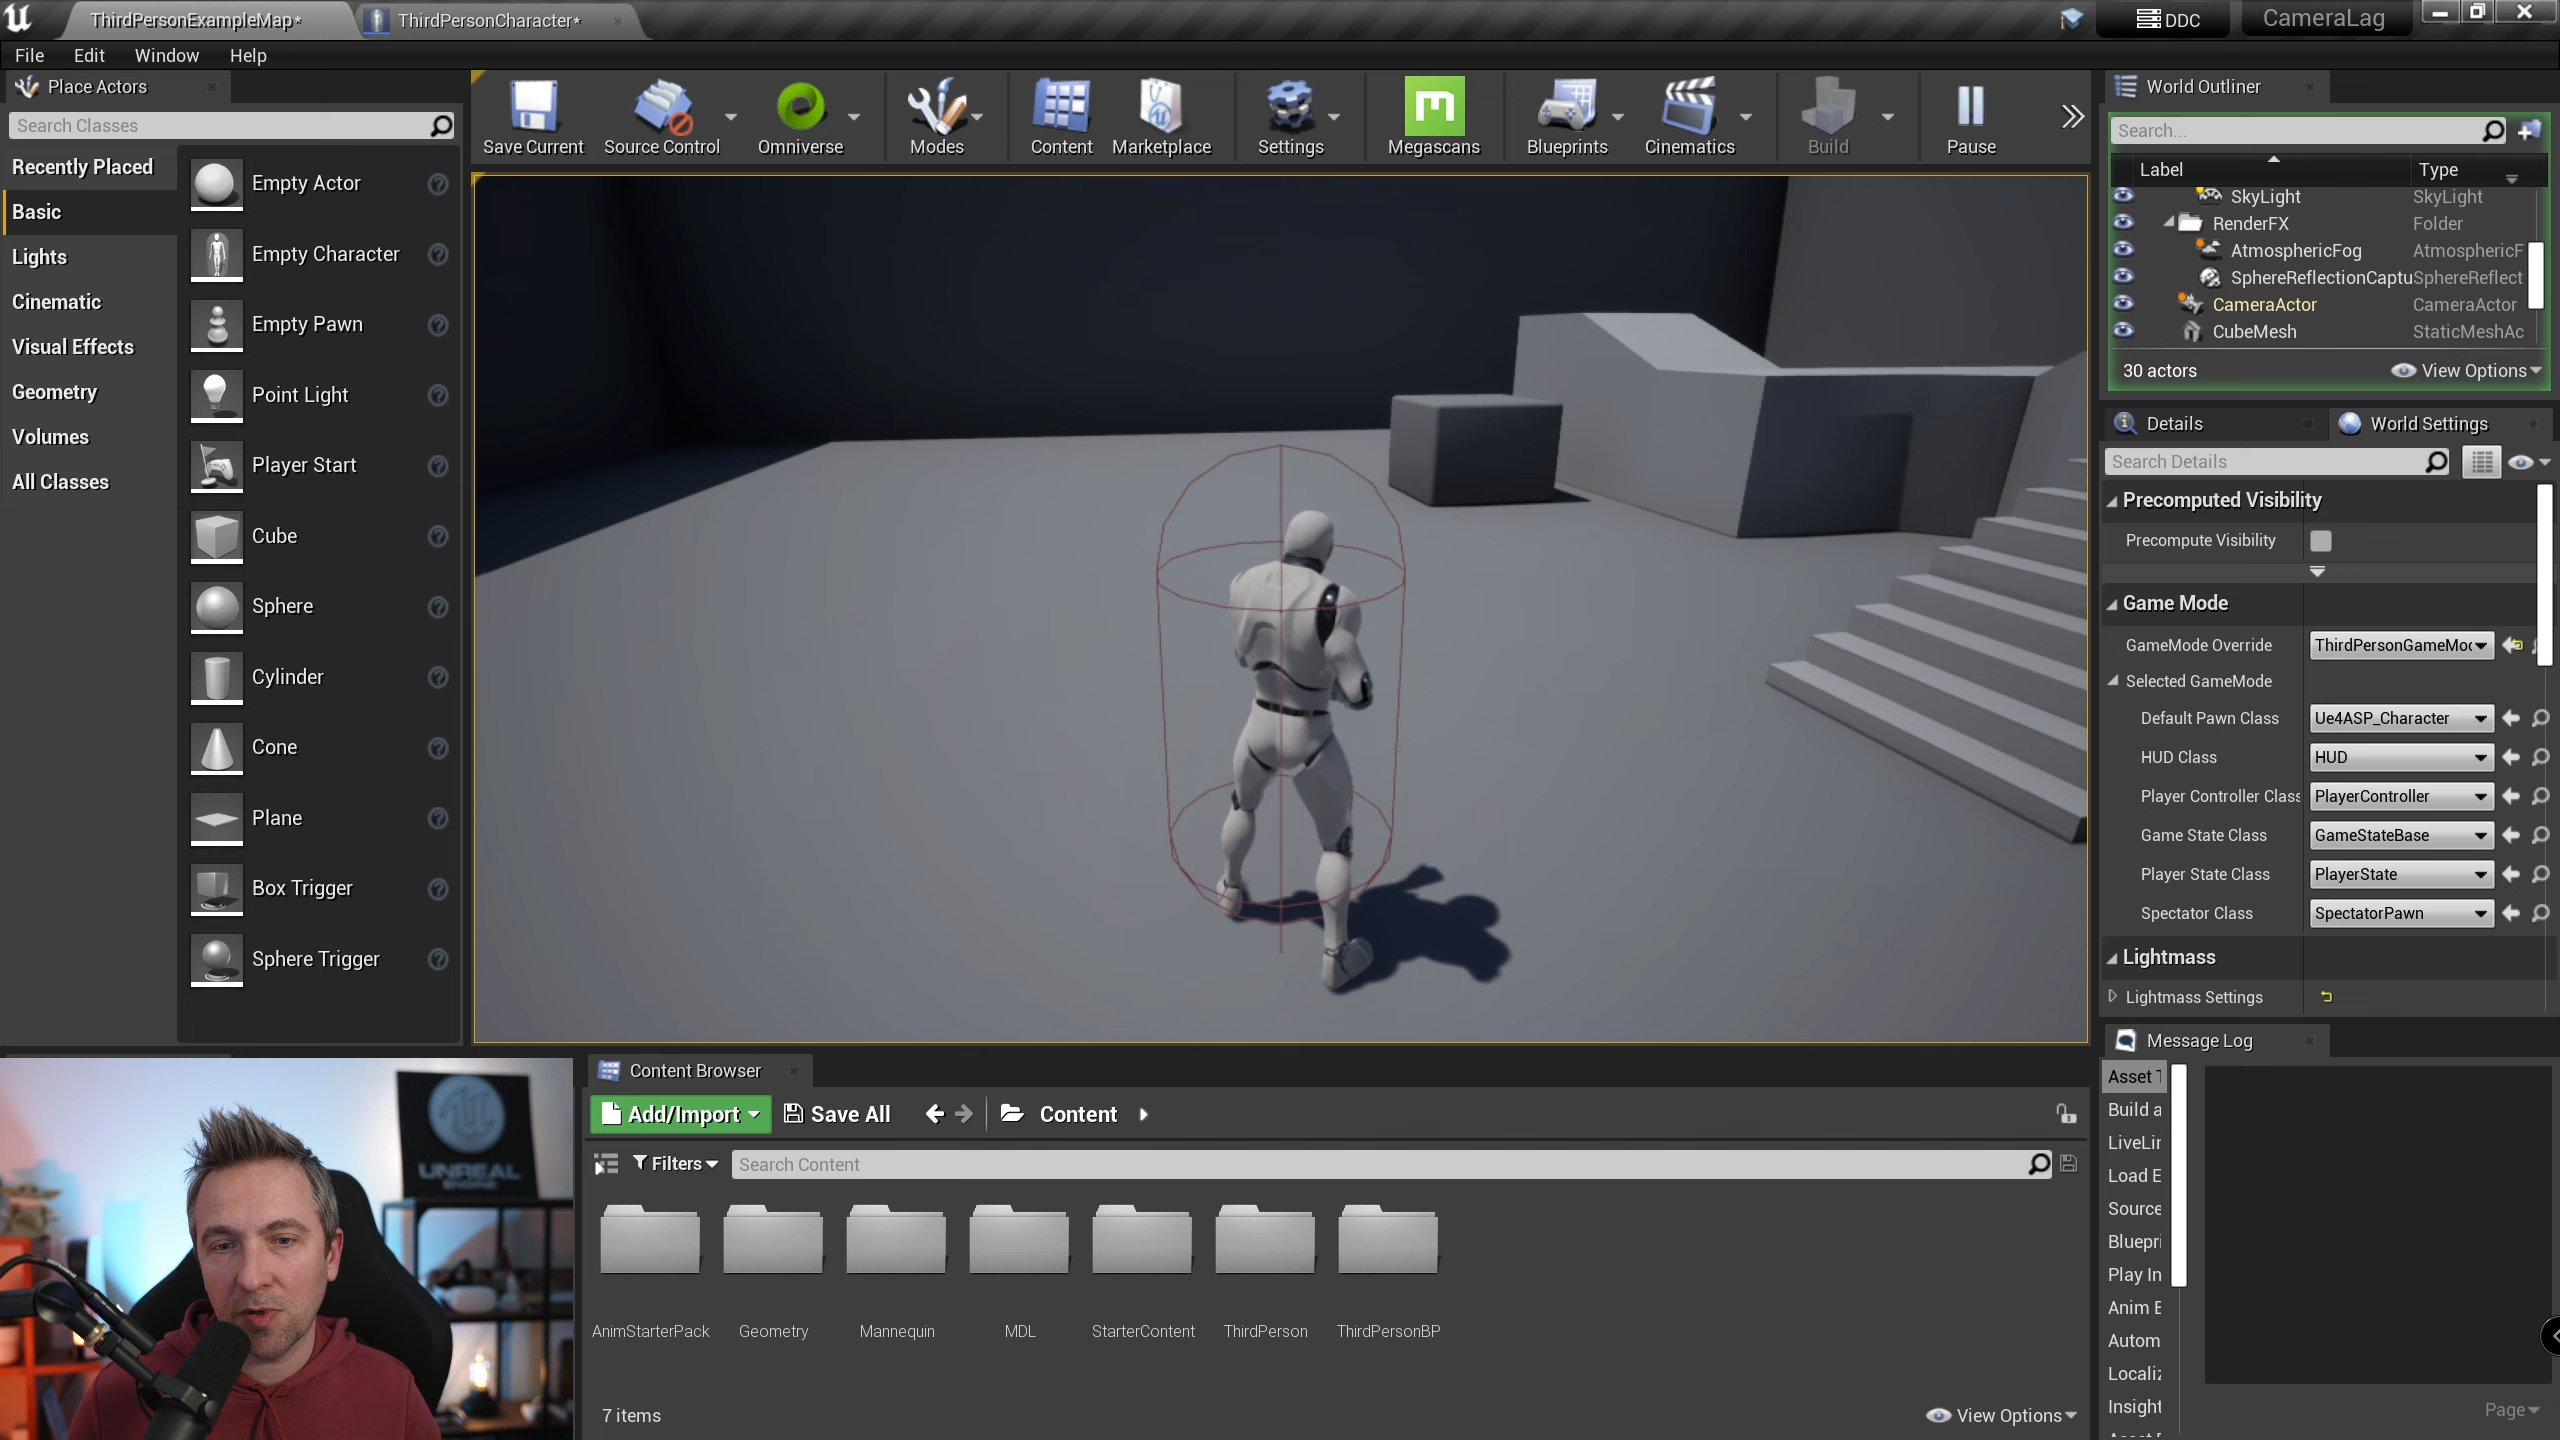 ThirdPersonExampleMap*
ThirdPersonCharacter*
DDC
CameraLag
File
Edit
Window
Help
Place Actors
Search Classes
Recently Placed
Basic
Lights
Cinematic
Visual Effects
Geometry
Volumes
All Classes
Empty Actor
Empty Character
Empty Pawn
Point Light
Player Start
Cube
Sphere
Cylinder
Cone
Plane
Box Trigger
Sphere Trigger
Save Current
Source Control
Omniverse
Modes
Content
Marketplace
Settings
Megascans
Blueprints
Cinematics
Build
Pause
World Outliner
Search...
Label
Type
SkyLight
SkyLight
RenderFX
Folder
AtmosphericFog
AtmosphericF
SphereReflectionCaptu
SphereReflect
CameraActor
CameraActor
CubeMesh
StaticMeshAc
30 actors
View Options
Details
World Settings
Search Details
Precomputed Visibility
Precompute Visibility
Game Mode
GameMode Override
ThirdPersonGameMoc
Selected GameMode
Default Pawn Class
Ue4ASP_Character
HUD Class
HUD
Player Controller Class
PlayerController
Game State Class
GameStateBase
Player State Class
PlayerState
Spectator Class
SpectatorPawn
Lightmass
Lightmass Settings
UNREAL
ENGINE
Content Browser
Add/Import
Save All
Content
Filters
Search Content
AnimStarterPack
Geometry
Mannequin
MDL
StarterContent
ThirdPerson
ThirdPersonBP
7 items
View Options
Message Log
Asset T
Build a
LiveLin
Load E
Source
Bluepri
Play In
Anim E
Autom
Localiz
Insight
Page